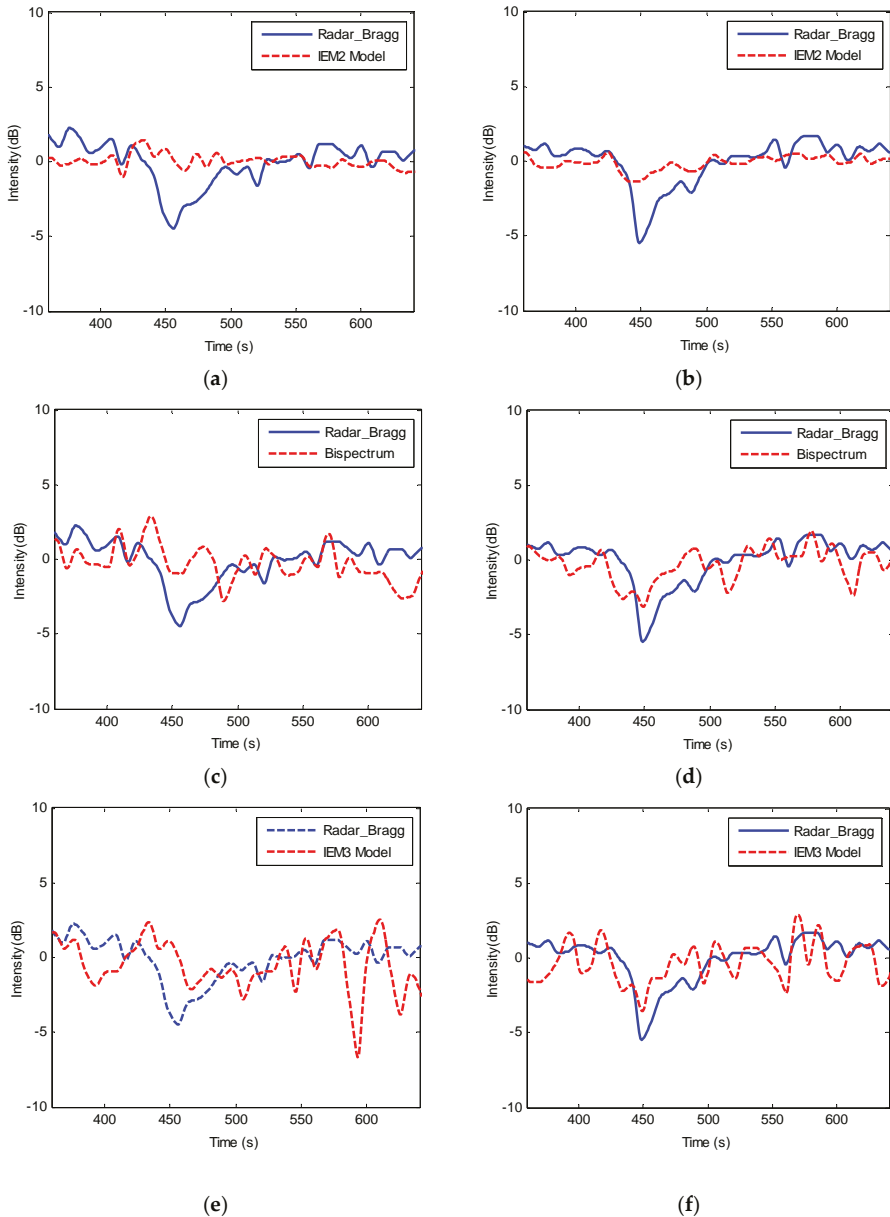 10
5
0
-5
-10
Intensity (dB)
400 450 500 550 600
Time (s)
Radar_Bragg
IEM2 Model
(a)
10
5
0
-5
-10
Intensity (dB)
400 450 500 550 600
Time (s)
Radar_Bragg
IEM2 Model
(b)
10
5
0
-5
-10
Intensity (dB)
400 450 500 550 600
Time (s)
Radar_Bragg
Bispectrum
(c)
10
5
0
-5
-10
Intensity (dB)
400 450 500 550 600
Time (s)
Radar_Bragg
Bispectrum
(d)
10
5
0
-5
-10
Intensity (dB)
400 450 500 550 600
Time (s)
Radar_Bragg
IEM3 Model
(e)
10
5
0
-5
-10
Intensity (dB)
400 450 500 550 600
Time (s)
Radar_Bragg
IEM3 Model
(f)